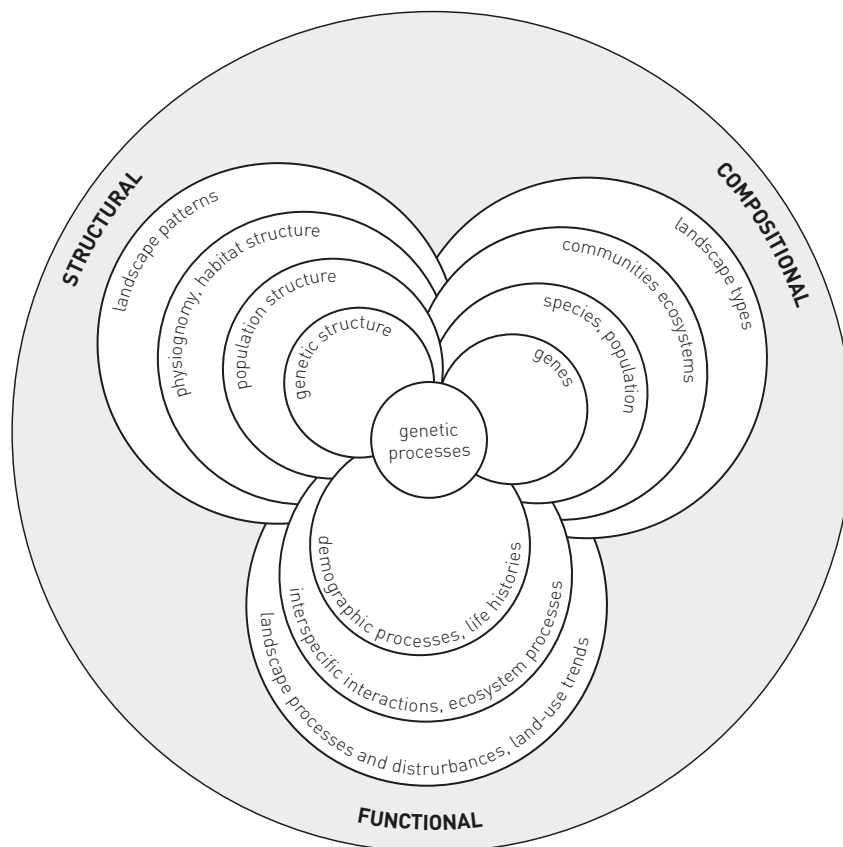 STRUCTURAL
landscape patterns
physiognomy, habitat structure
population structure
genetic structure
COMPOSITIONAL
landscape types
communities ecosystems
species, population
genes
genetic
processes
demographic processes, life histories
interspecific interactions, ecosystem processes
landscape processes and distrurbances, land-use trends
FUNCTIONAL